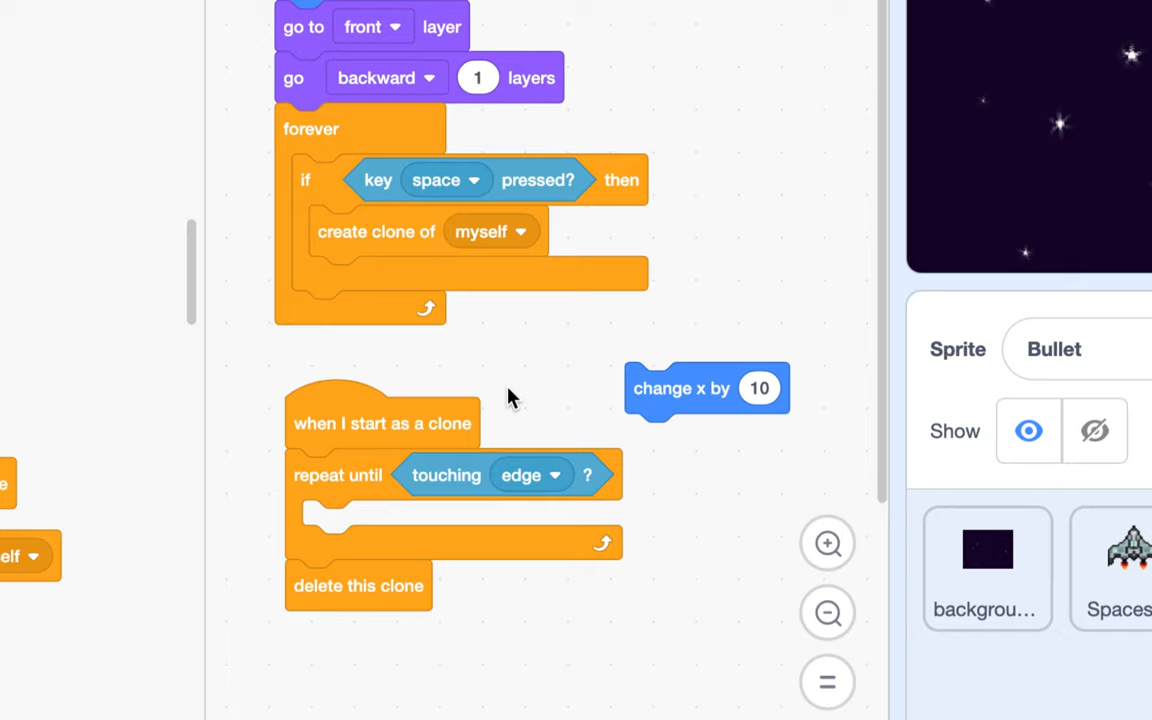 go to front layer
go backward 1 layers
forever
if key space pressed? then
create clone of myself
change x by 10
when I start as a clone
repeat until touching edge ?
delete this clone
e
elf
Sprite Bullet
Show
backgrou... Spaces